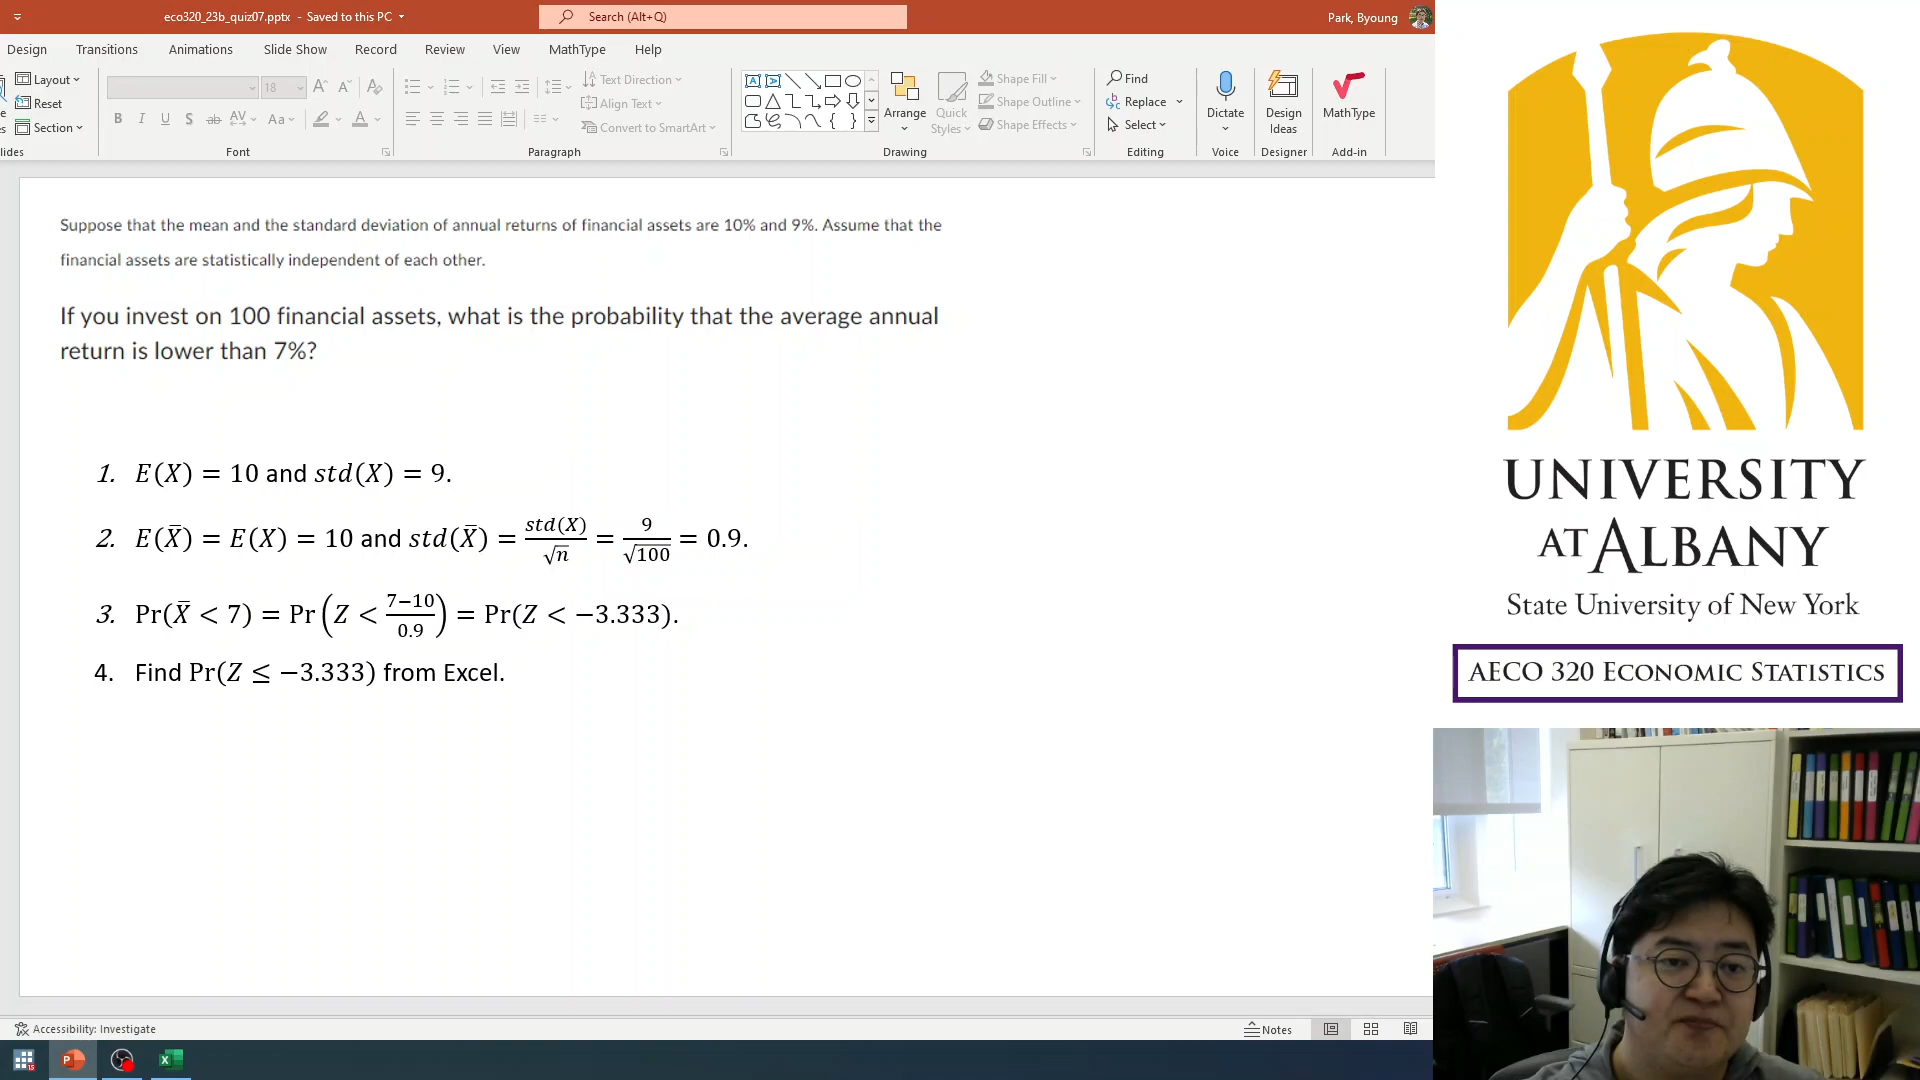 eco320_23b_quiz07.pptx - Saved to this PC
Search (Alt+Q)
Park, Byoung
Design Transitions Animations Slide Show Record Review View MathType Help
Layout
Reset
Section
lides
18
B I U S ab AV Aa A
Font
Text Direction
Align Text
Convert to SmartArt
Paragraph
Arrange
Quick
Styles
Shape Fill
Shape Outline
Shape Effects
Drawing
Find
Replace
Select
Editing
Dictate
Voice
Design
Ideas
Designer
MathType
Add-in
Suppose that the mean and the standard deviation of annual returns of financial assets are 10% and 9%. Assume that the
financial assets are statistically independent of each other.
If you invest on 100 financial assets, what is the probability that the average annual
return is lower than 7%?
1. E(X) = 10 and std(X) = 9.
2. E(X̄) = E(X) = 10 and std(X̄) = std(X)/√n = 9/√100 = 0.9.
3. Pr(X̄ < 7) = Pr(Z < (7−10)/0.9) = Pr(Z < −3.333).
4. Find Pr(Z ≤ −3.333) from Excel.
Accessibility: Investigate
Notes
UNIVERSITY
AT ALBANY
State University of New York
AECO 320 ECONOMIC STATISTICS